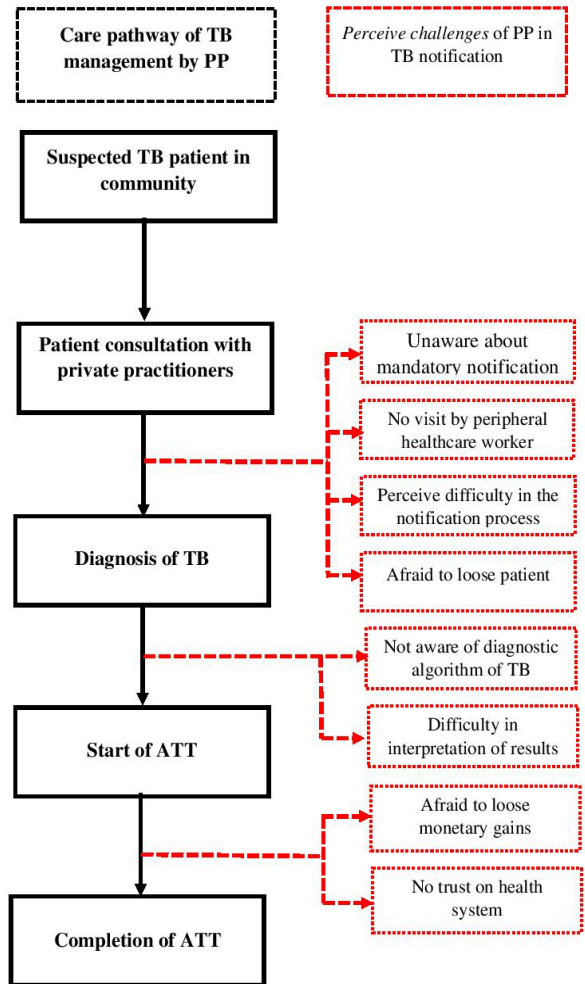 Care pathway of TB
management by PP
Perceive challenges of PP in
TB notification
Suspected TB patient in
community
Patient consultation with
private practitioners
Unaware about
mandatory notification
No visit by peripheral
healthcare worker
Perceive difficulty in the
notification process
Afraid to loose patient
Diagnosis of TB
Not aware of diagnostic
algorithm of TB
Difficulty in
interpretation of results
Start of ATT
Afraid to loose
monetary gains
No trust on health
system
Completion of ATT